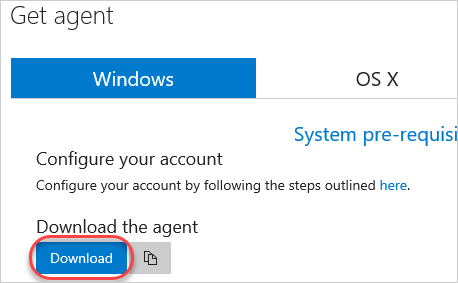 Get agent
Windows
OS X
System pre-requisi
Configure your account
Configure your account by following the steps outlined here.
Download the agent
Download